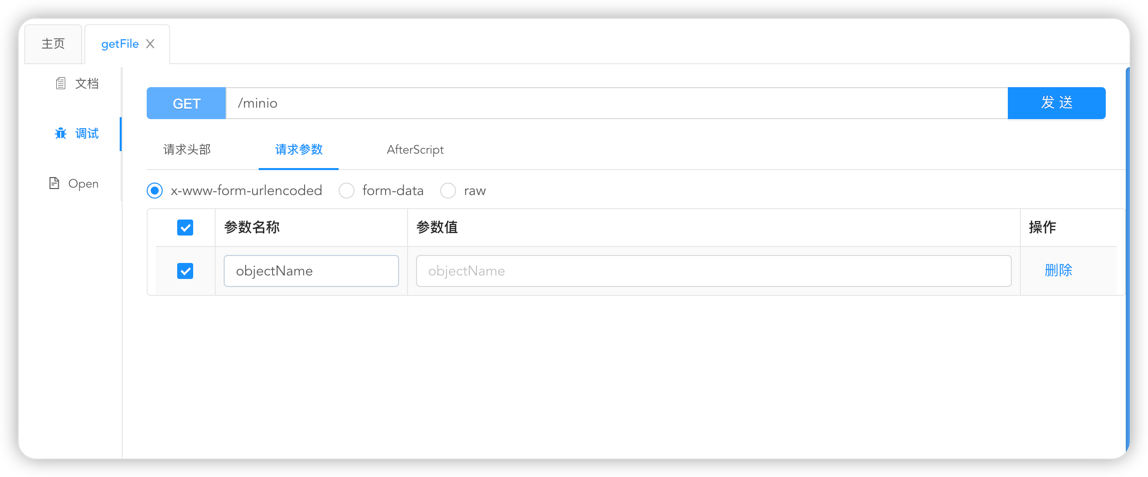 主页
getFile
文档
调试
Open
GET
/minio
发 送
请求头部
请求参数
AfterScript
x-www-form-urlencoded
form-data
raw
参数名称
参数值
操作
objectName
objectName
删除